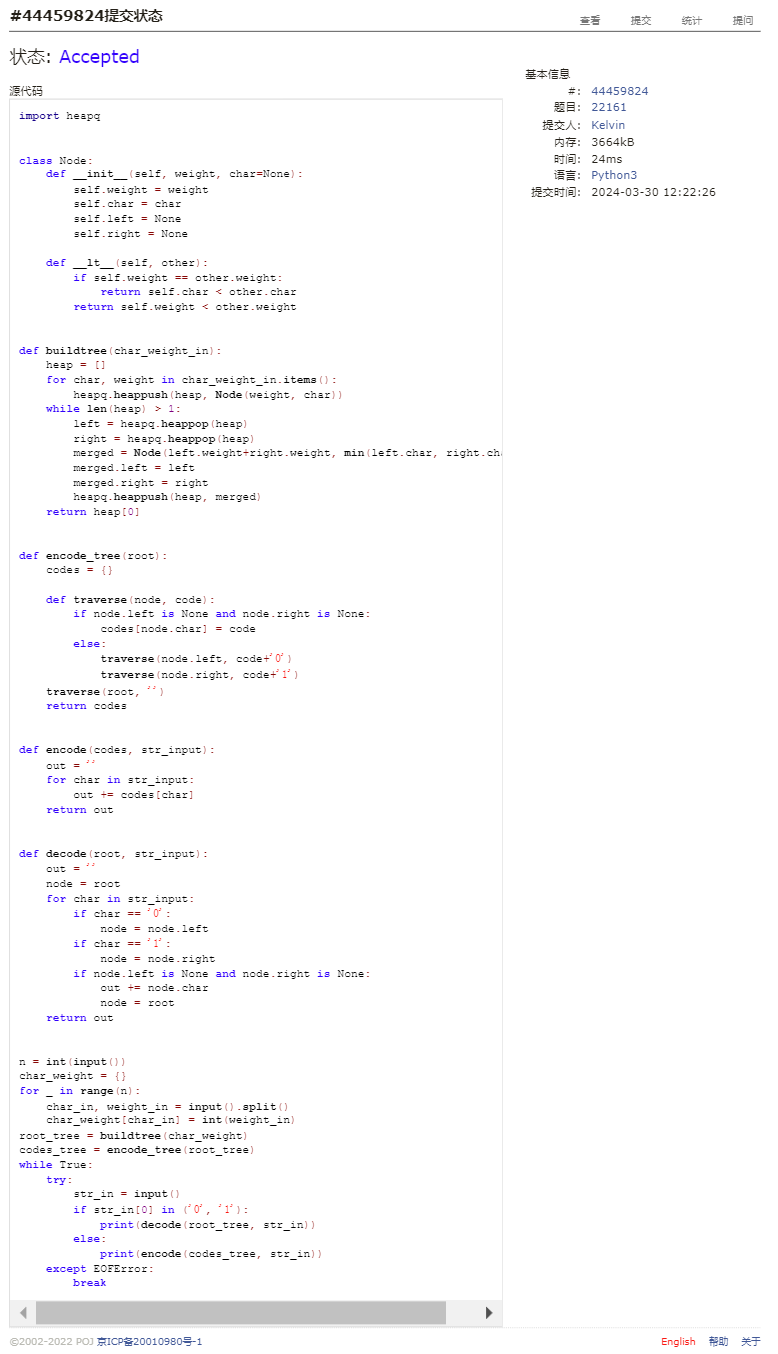 #44459824提交状态
查看 提交 统计 提问
状态: Accepted
源代码
import heapq


class Node:
    def __init__(self, weight, char=None):
        self.weight = weight
        self.char = char
        self.left = None
        self.right = None

    def __lt__(self, other):
        if self.weight == other.weight:
            return self.char < other.char
        return self.weight < other.weight


def buildtree(char_weight_in):
    heap = []
    for char, weight in char_weight_in.items():
        heapq.heappush(heap, Node(weight, char))
    while len(heap) > 1:
        left = heapq.heappop(heap)
        right = heapq.heappop(heap)
        merged = Node(left.weight+right.weight, min(left.char, right.cha
        merged.left = left
        merged.right = right
        heapq.heappush(heap, merged)
    return heap[0]


def encode_tree(root):
    codes = {}

    def traverse(node, code):
        if node.left is None and node.right is None:
            codes[node.char] = code
        else:
            traverse(node.left, code+'0')
            traverse(node.right, code+'1')
    traverse(root, '')
    return codes


def encode(codes, str_input):
    out = ''
    for char in str_input:
        out += codes[char]
    return out


def decode(root, str_input):
    out = ''
    node = root
    for char in str_input:
        if char == '0':
            node = node.left
        if char == '1':
            node = node.right
        if node.left is None and node.right is None:
            out += node.char
            node = root
    return out


n = int(input())
char_weight = {}
for _ in range(n):
    char_in, weight_in = input().split()
    char_weight[char_in] = int(weight_in)
root_tree = buildtree(char_weight)
codes_tree = encode_tree(root_tree)
while True:
    try:
        str_in = input()
        if str_in[0] in ('0', '1'):
            print(decode(root_tree, str_in))
        else:
            print(encode(codes_tree, str_in))
    except EOFError:
        break
基本信息
#: 44459824
题目: 22161
提交人: Kelvin
内存: 3664kB
时间: 24ms
语言: Python3
提交时间: 2024-03-30 12:22:26
©2002-2022 POJ 京ICP备20010980号-1
English 帮助 关于